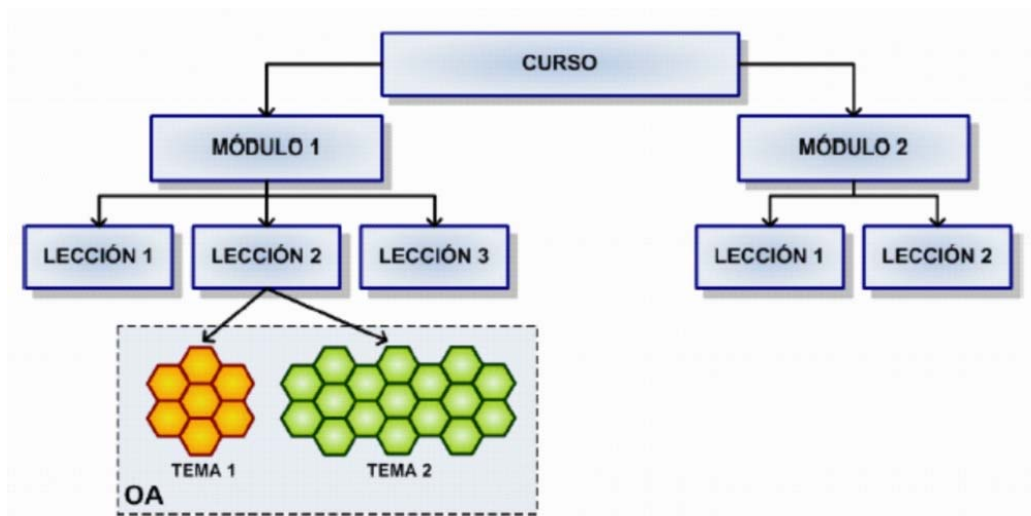 CURSO
MÓDULO 1
MÓDULO 2
LECCIÓN 1
LECCIÓN 2
LECCIÓN 3
LECCIÓN 1
LECCIÓN 2
TEMA 1
TEMA 2
OA